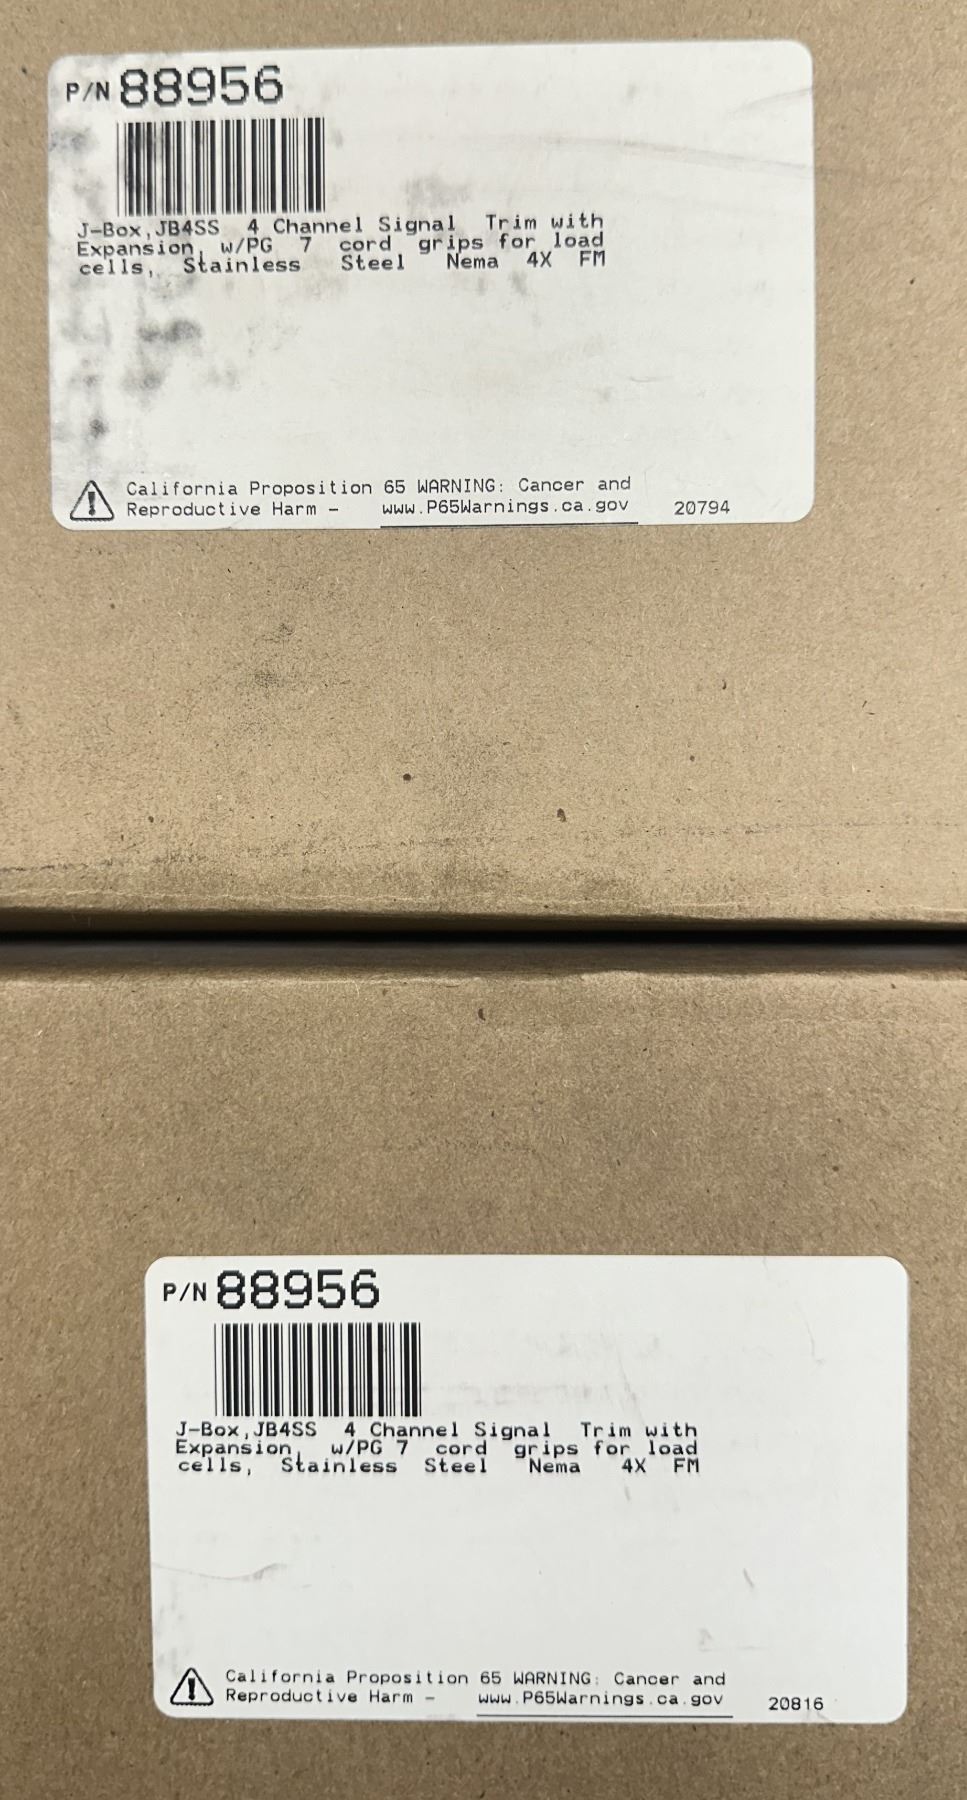 P/N 88956
J-Box,JB4SS 4 Channel Signal Trim with
Expansion, w/PG 7 cord grips for load
cells, Stainless Steel Nema 4X FM
California Proposition 65 WARNING: Cancer and
Reproductive Harm - www.P65Warnings.ca.gov 20794
P/N 88956
J-Box,JB4SS 4 Channel Signal Trim with
Expansion, w/PG 7 cord grips for load
cells, Stainless Steel Nema 4X FM
California Proposition 65 WARNING: Cancer and
Reproductive Harm - www.P65Warnings.ca.gov 20816